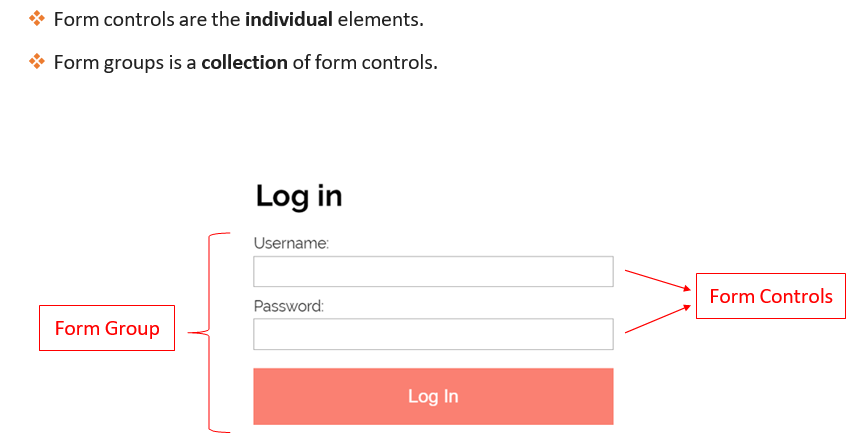 Form controls are the individual elements.
Form groups is a collection of form controls.
Log in
Username:
Form Controls
Password:
Form Group
Log In